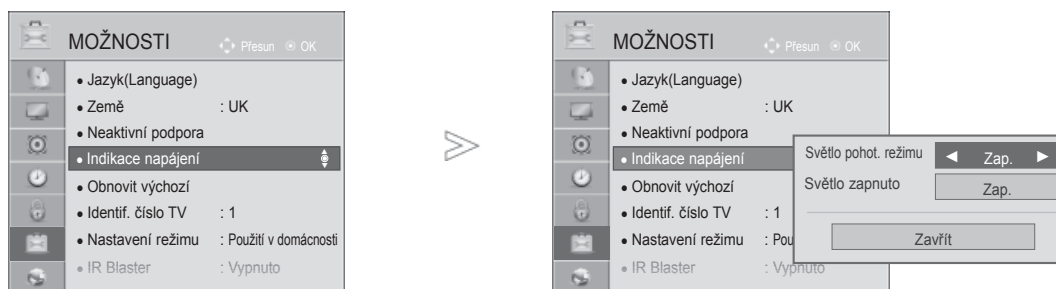 MOŽNOSTI Přesun OK
• Jazyk(Language)
• Země : UK
• Neaktivní podpora
• Indikace napájení
• Obnovit výchozí
• Identif. číslo TV : 1
• Nastavení režimu : Použití v domácnosti
• IR Blaster : Vypnuto
MOŽNOSTI Přesun OK
• Jazyk(Language)
• Země : UK
• Neaktivní podpora
• Indikace napájení
• Obnovit výchozí
• Identif. číslo TV : 1
• Nastavení režimu : Pou
• IR Blaster : Vypnuto
Světlo pohot. režimu ◀ Zap. ▶
Světlo zapnuto Zap.
Zavřít